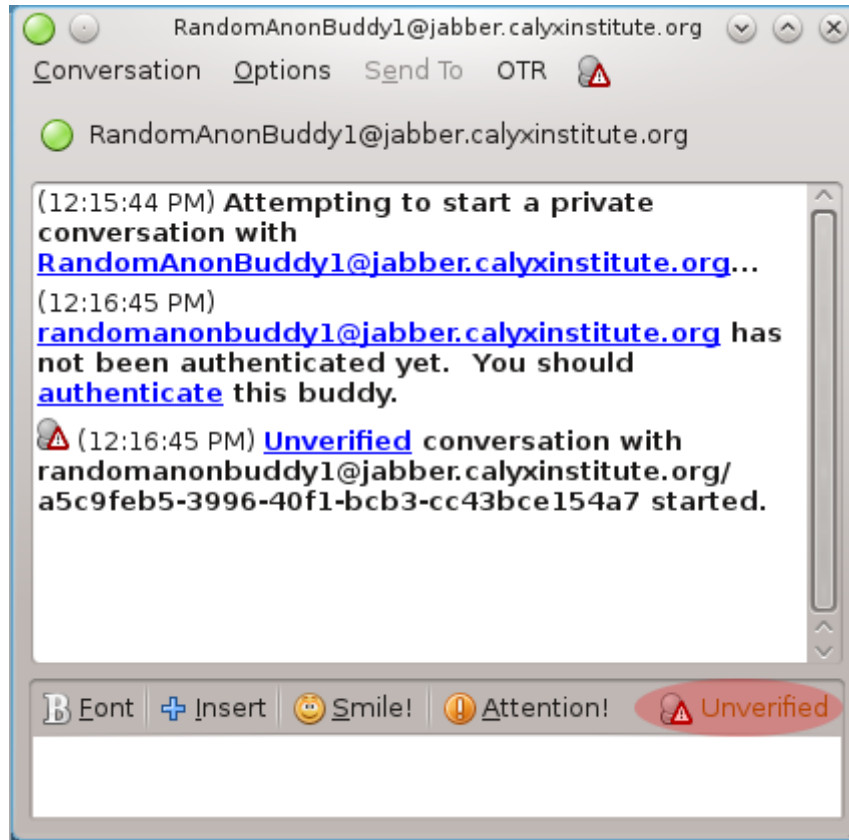 RandomAnonBuddy1@jabber.calyxinstitute.org
Conversation Options Send To OTR
RandomAnonBuddy1@jabber.calyxinstitute.org
(12:15:44 PM) Attempting to start a private
conversation with
RandomAnonBuddy1@jabber.calyxinstitute.org...
(12:16:45 PM)
randomanonbuddy1@jabber.calyxinstitute.org has
not been authenticated yet.  You should
authenticate this buddy.
(12:16:45 PM) Unverified conversation with
randomanonbuddy1@jabber.calyxinstitute.org/
a5c9feb5-3996-40f1-bcb3-cc43bce154a7 started.
Font Insert Smile! Attention! Unverified